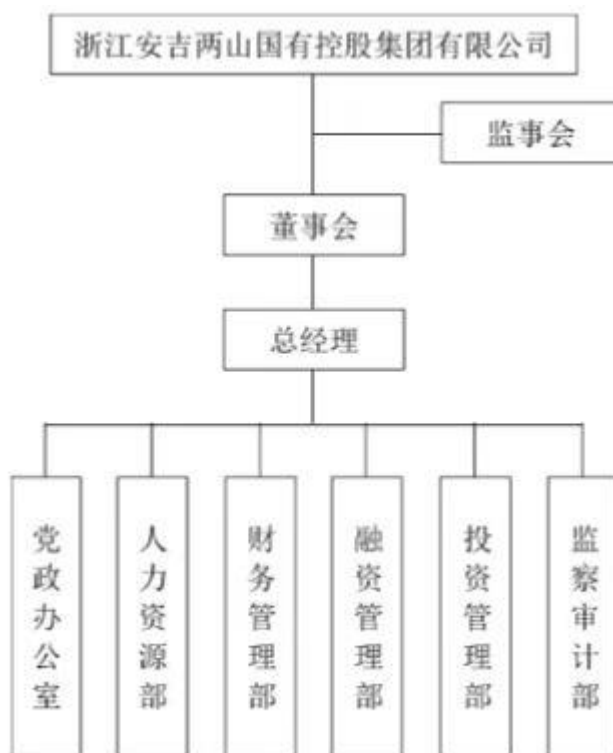 浙江安吉两山国有控股集团有限公司
监事会
董事会
总经理
党政办公室
人力资源部
财务管理部
融资管理部
投资管理部
监察审计部